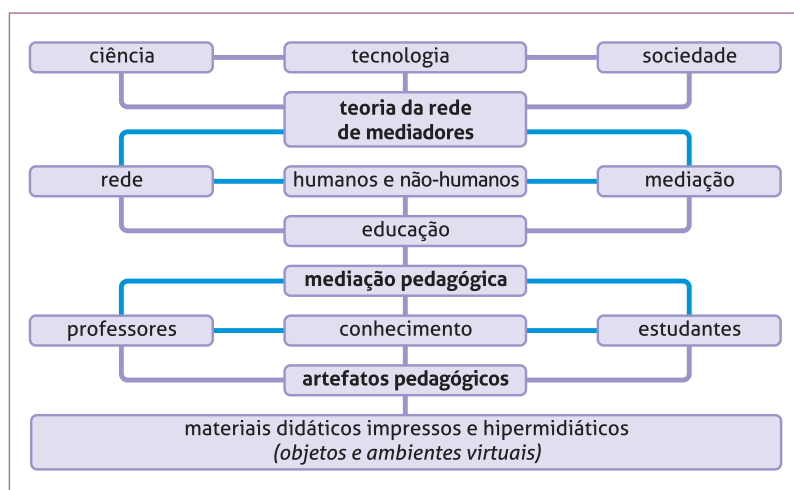 ciência
tecnologia
sociedade
teoria da rede
de mediadores
rede
humanos e não-humanos
mediação
educação
mediação pedagógica
professores
conhecimento
estudantes
artefatos pedagógicos
materiais didáticos impressos e hipermidiáticos
(objetos e ambientes virtuais)